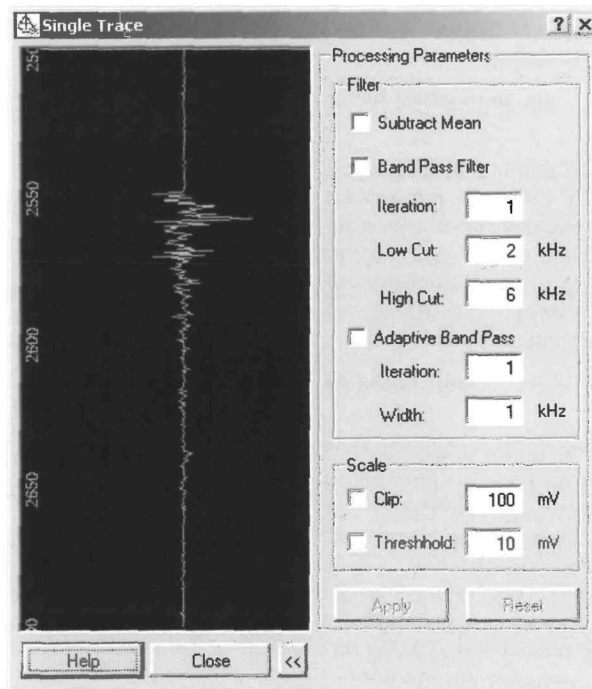 Single Trace
? ×
Processing Parameters
Filter
Subtract Mean
Band Pass Filter
Iteration: 1
Low Cut: 2 kHz
High Cut: 6 kHz
Adaptive Band Pass
Iteration: 1
Width: 1 kHz
Scale
Clip: 100 mV
Threshhold: 10 mV
Apply Reset
2550
2600
2650
Help Close <<